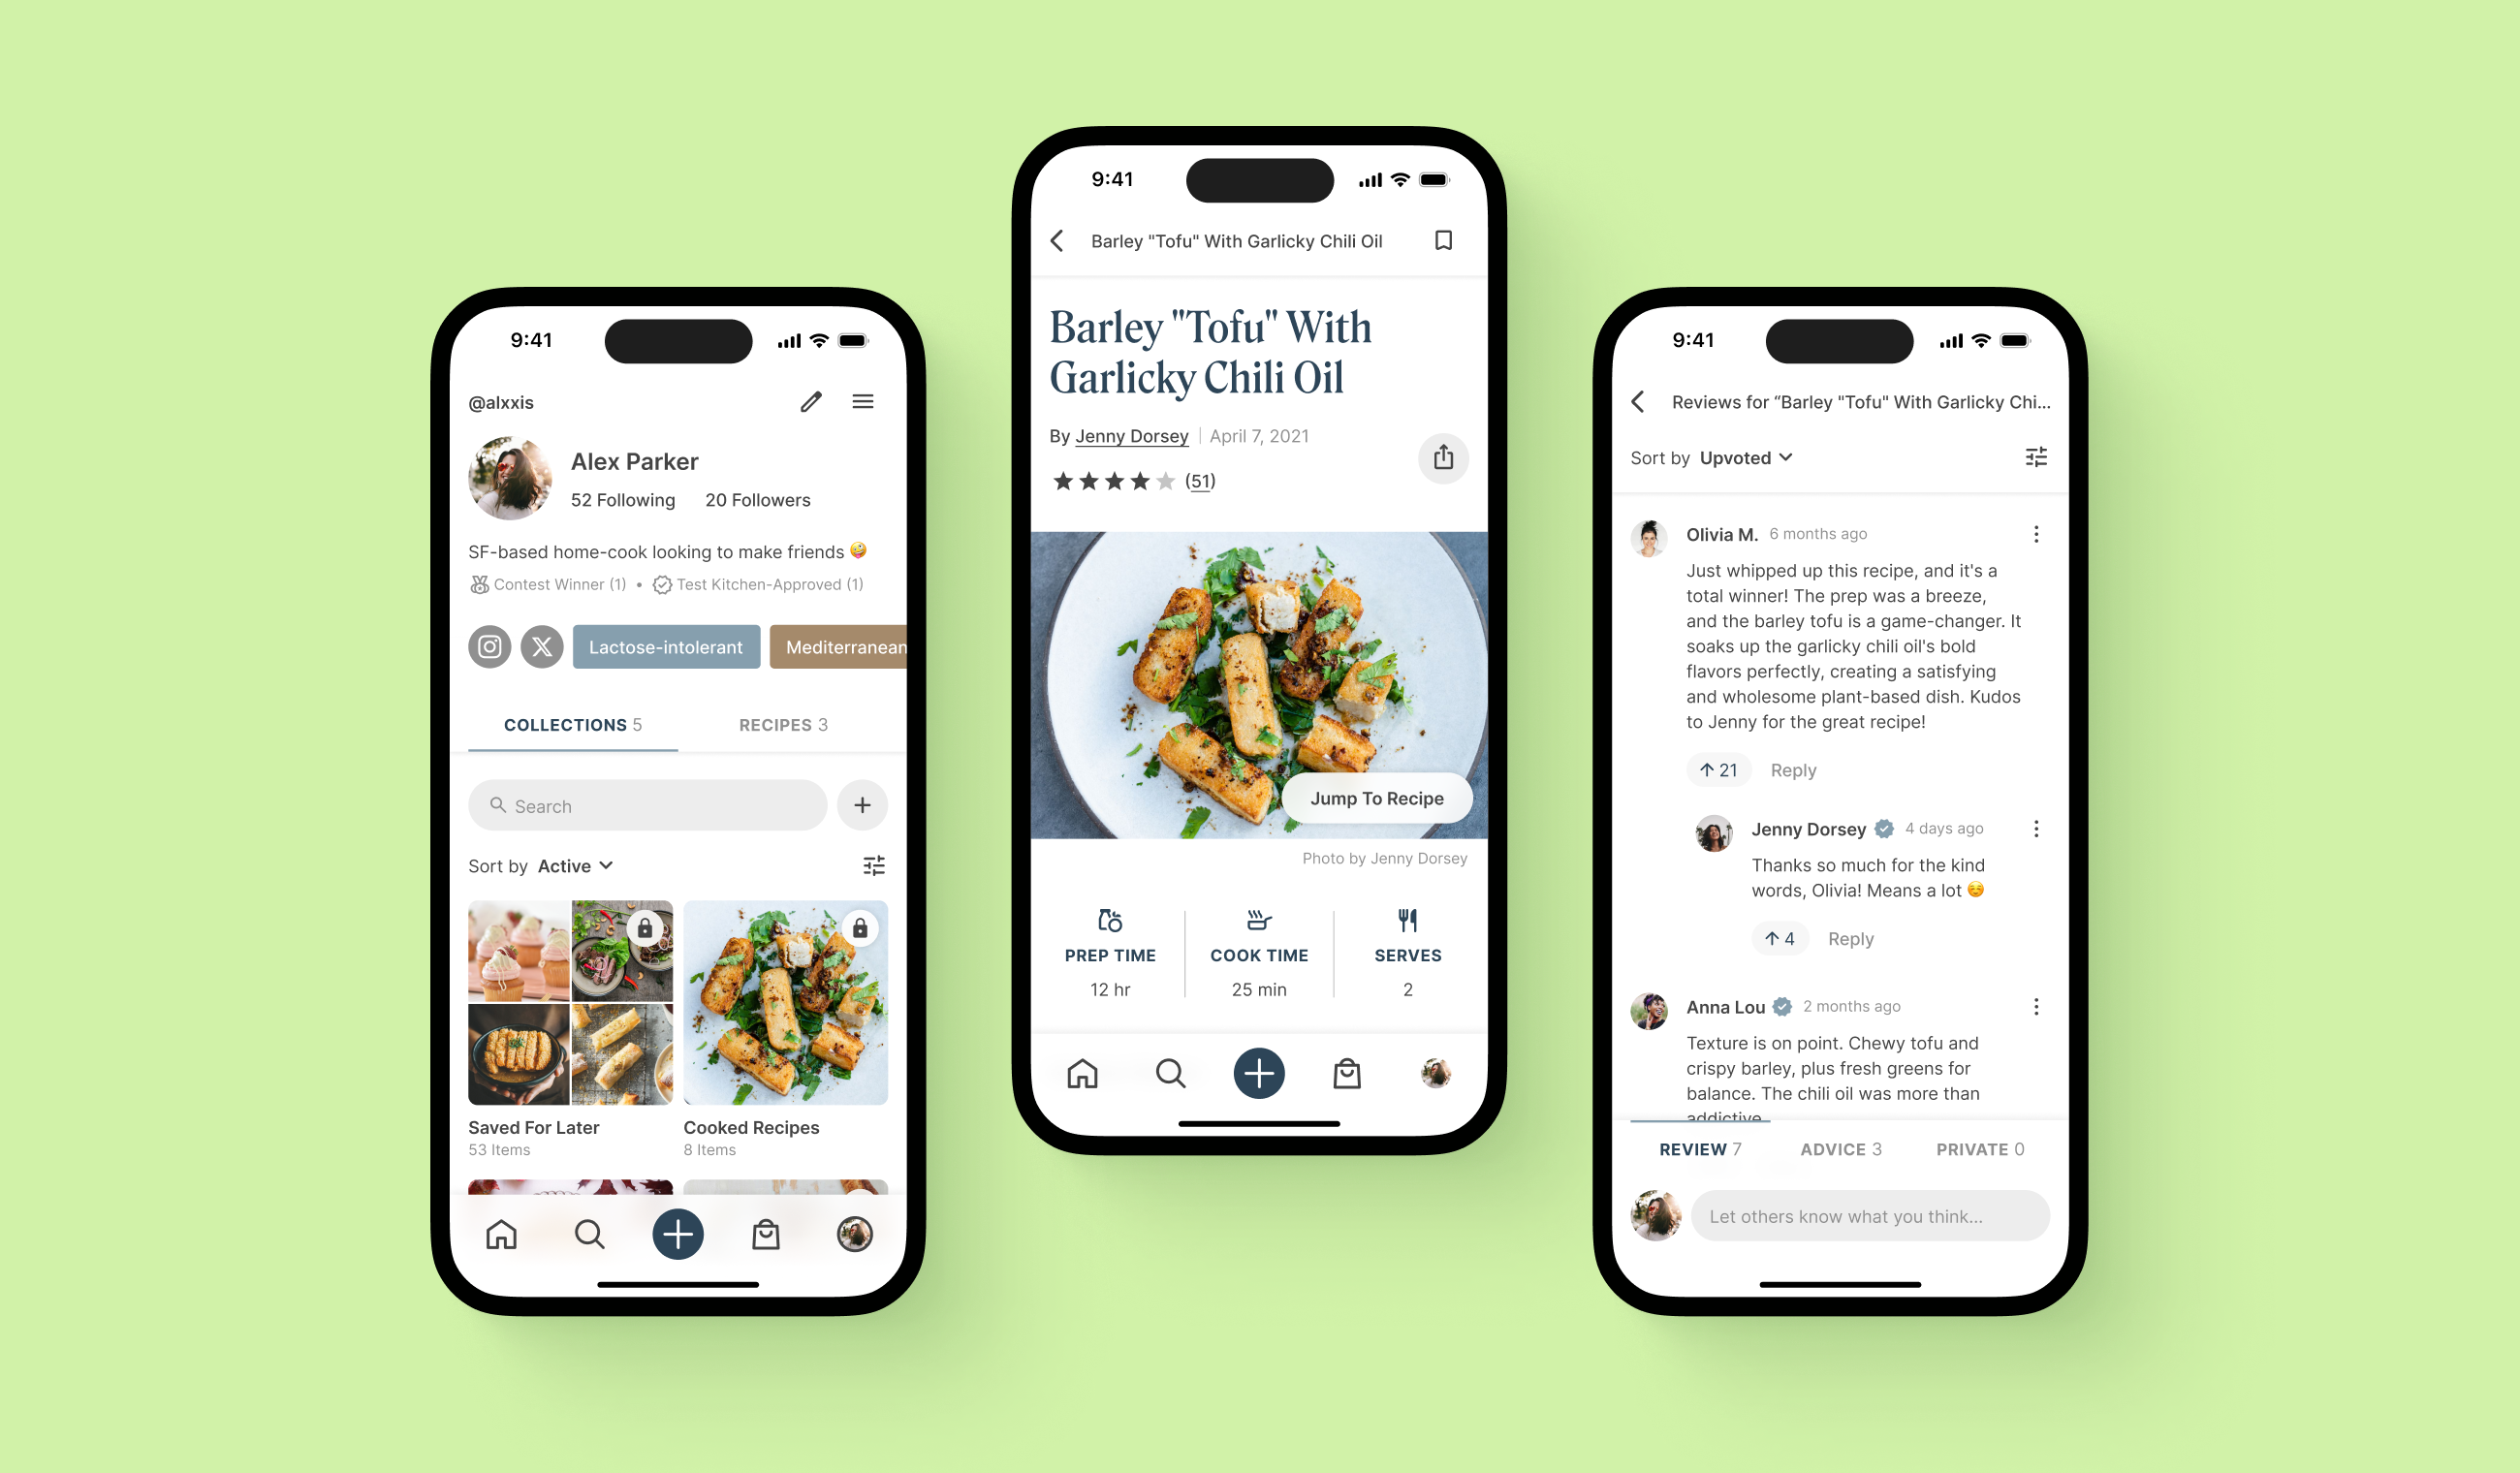 9:41
@alxxis
Alex Parker
52 Following 20 Followers
SF-based home-cook looking to make friends 🤪
Contest Winner (1) • Test Kitchen-Approved (1)
Lactose-intolerant Mediterranean
COLLECTIONS 5 RECIPES 3
Search
Sort by Active
Saved For Later
53 Items
Cooked Recipes
8 Items
9:41
Barley "Tofu" With Garlicky Chili Oil
Barley "Tofu" With
Garlicky Chili Oil
By Jenny Dorsey | April 7, 2021
(51)
Jump To Recipe
Photo by Jenny Dorsey
PREP TIME
12 hr
COOK TIME
25 min
SERVES
2
9:41
Reviews for “Barley "Tofu" With Garlicky Chi...
Sort by Upvoted
Olivia M. 6 months ago
Just whipped up this recipe, and it's a
total winner! The prep was a breeze,
and the barley tofu is a game-changer. It
soaks up the garlicky chili oil's bold
flavors perfectly, creating a satisfying
and wholesome plant-based dish. Kudos
to Jenny for the great recipe!
21 Reply
Jenny Dorsey 4 days ago
Thanks so much for the kind
words, Olivia! Means a lot ☺️
4 Reply
Anna Lou 2 months ago
Texture is on point. Chewy tofu and
crispy barley, plus fresh greens for
balance. The chili oil was more than
addictive
REVIEW 7 ADVICE 3 PRIVATE 0
Let others know what you think...